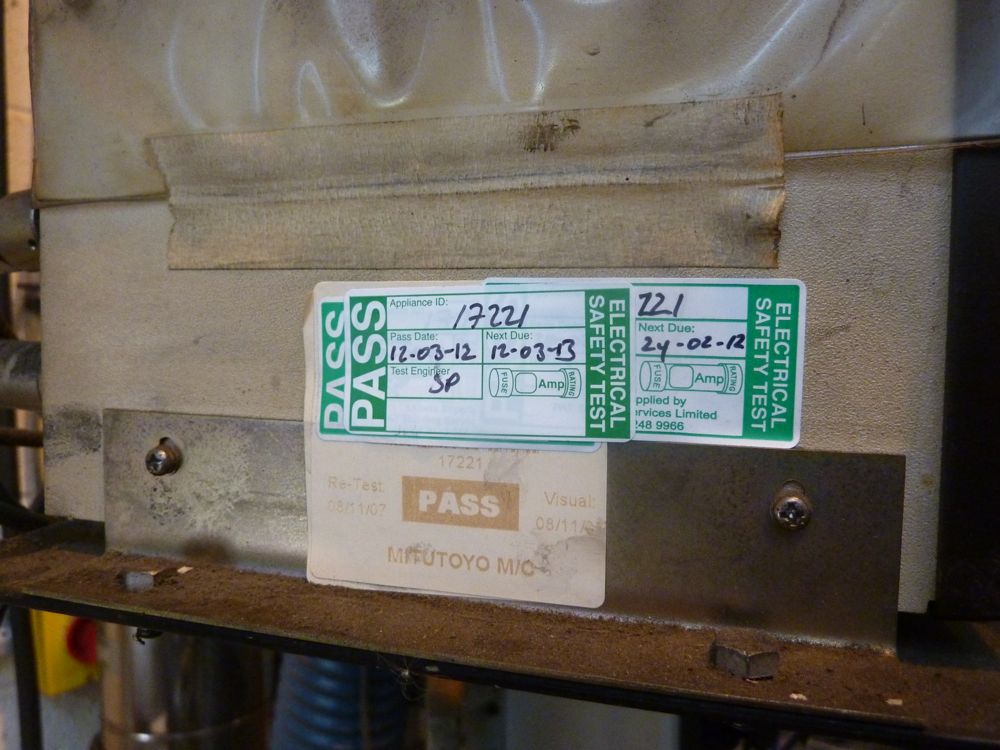 PASS
PASS
Appliance ID:
17221
Pass Date:
12-03-12
Next Due:
12-03-13
Test Engineer
SP
FUSE
Amp
RATING
ELECTRICAL
SAFETY TEST
221
Next Due:
24-02-12
FUSE
Amp
RATING
pplied by
ervices Limited
248 9966
ELECTRICAL
SAFETY TEST
17221
Re-Test:
08/11/07
PASS
Visual:
08/11/
MITUTOYO M/C